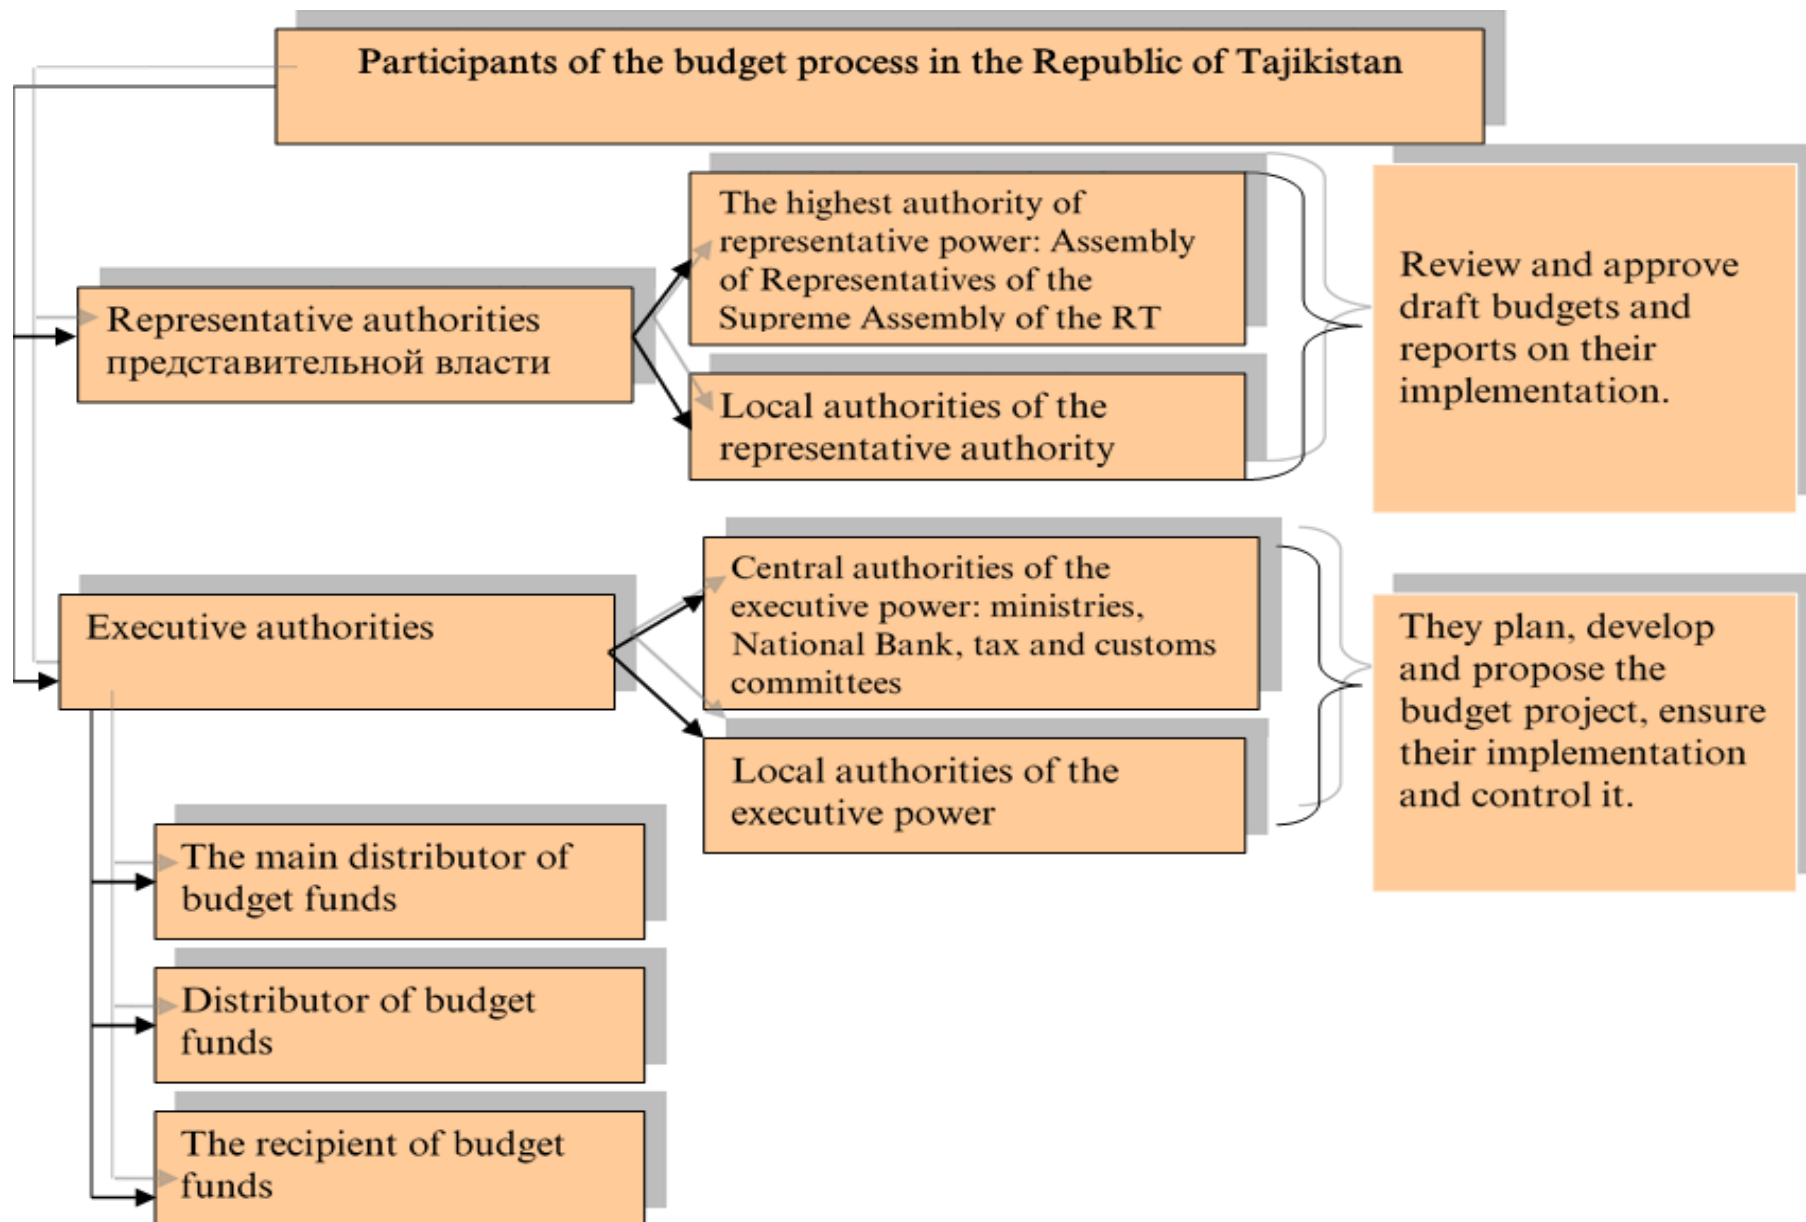 Participants of the budget process in the Republic of Tajikistan
Representative authorities
представительной власти
The highest authority of
representative power: Assembly
of Representatives of the
Supreme Assembly of the RT
Local authorities of the
representative authority
Review and approve
draft budgets and
reports on their
implementation.
Executive authorities
Central authorities of the
executive power: ministries,
National Bank, tax and customs
committees
Local authorities of the
executive power
They plan, develop
and propose the
budget project, ensure
their implementation
and control it.
The main distributor of
budget funds
Distributor of budget
funds
The recipient of budget
funds